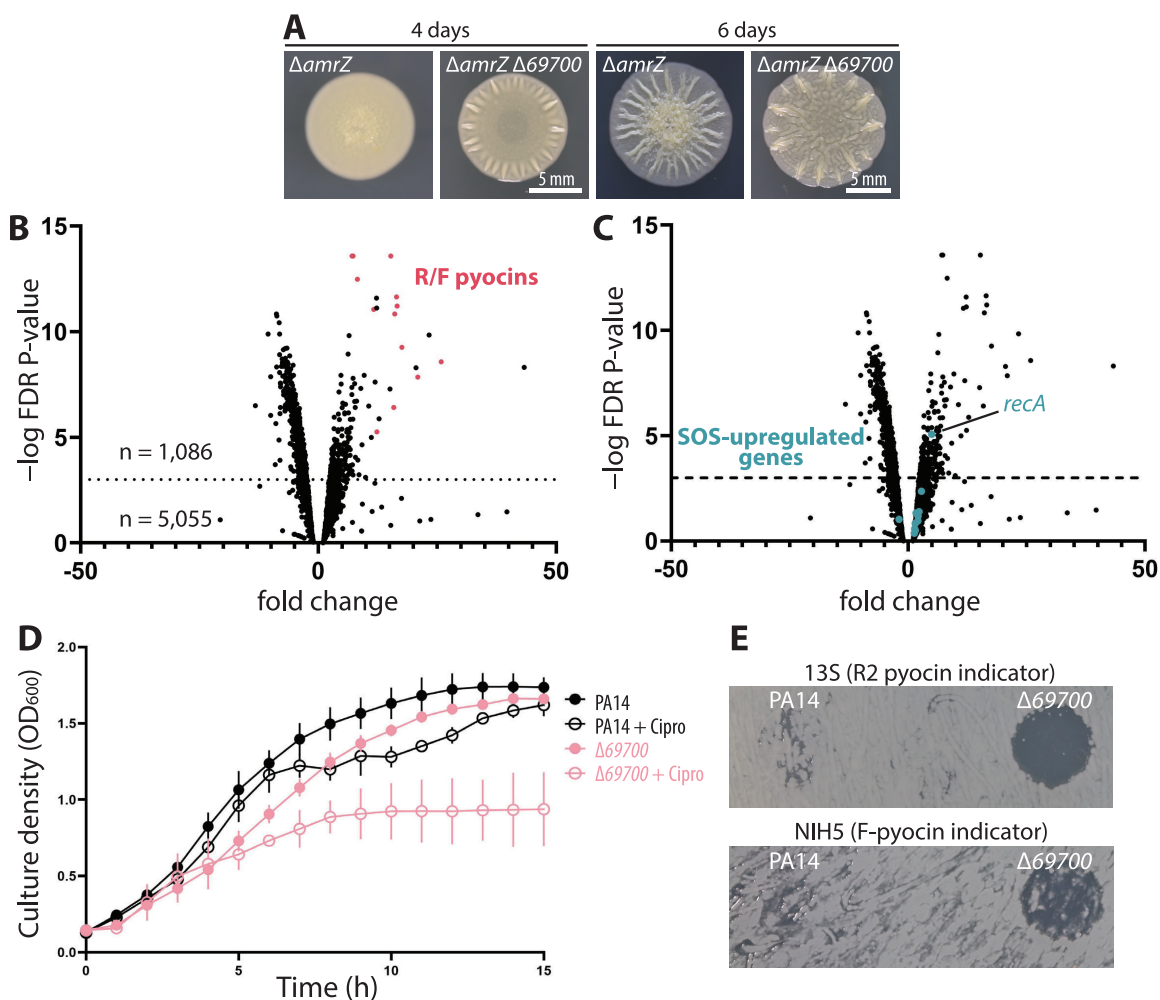 A
4 days
6 days
ΔamrZ
ΔamrZ Δ69700
ΔamrZ
ΔamrZ Δ69700
5 mm
5 mm
B
15
10
5
0
-50
0
50
−log FDR P-value
fold change
R/F pyocins
n = 1,086
n = 5,055
C
15
10
5
0
-50
0
50
−log FDR P-value
fold change
recA
SOS-upregulated
genes
D
2.0
1.5
1.0
0.5
0.0
0
5
10
15
Culture density (OD600)
Time (h)
PA14
PA14 + Cipro
Δ69700
Δ69700 + Cipro
E
13S (R2 pyocin indicator)
PA14
Δ69700
NIH5 (F-pyocin indicator)
PA14
Δ69700